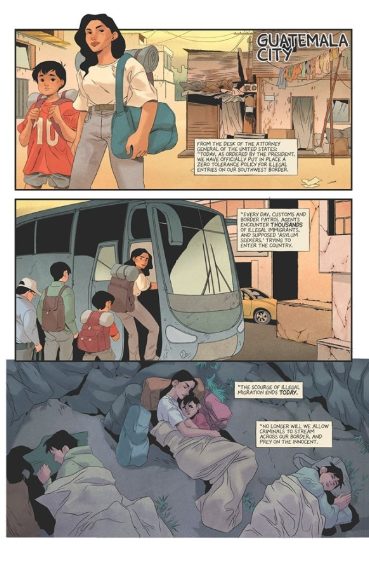 GUATEMALA
CITY
10
FROM THE DESK OF THE ATTORNEY
GENERAL OF THE UNITED STATES:
"TODAY, AS ORDERED BY THE PRESIDENT,
WE HAVE OFFICIALLY PUT IN PLACE A
ZERO TOLERANCE POLICY FOR ILLEGAL
ENTRIES ON OUR SOUTHWEST BORDER.
"EVERY DAY, CUSTOMS AND
BORDER PATROL AGENTS
ENCOUNTER THOUSANDS
OF ILLEGAL IMMIGRANTS,
AND SUPPOSED 'ASYLUM
SEEKERS,' TRYING TO
ENTER THE COUNTRY.
"THE SCOURGE OF ILLEGAL
MIGRATION ENDS TODAY.
"NO LONGER WILL WE ALLOW
CRIMINALS TO STREAM
ACROSS OUR BORDER, AND
PREY ON THE INNOCENT.